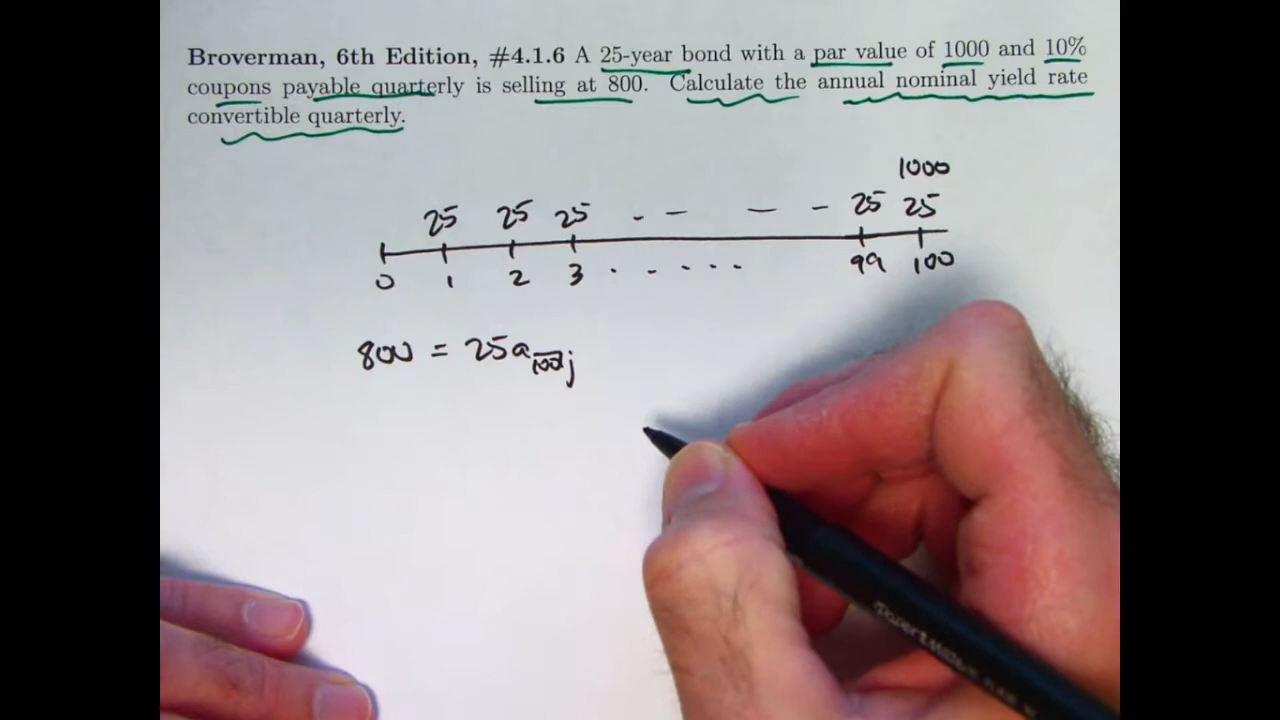 Broverman, 6th Edition, #4.1.6 A 25-year bond with a par value of 1000 and 10%
coupons payable quarterly is selling at 800. Calculate the annual nominal yield rate
convertible quarterly.
1000
25 25 25 . - — - 25 25
0 1 2 3 . . . . . 99 100
800 = 25a100|j